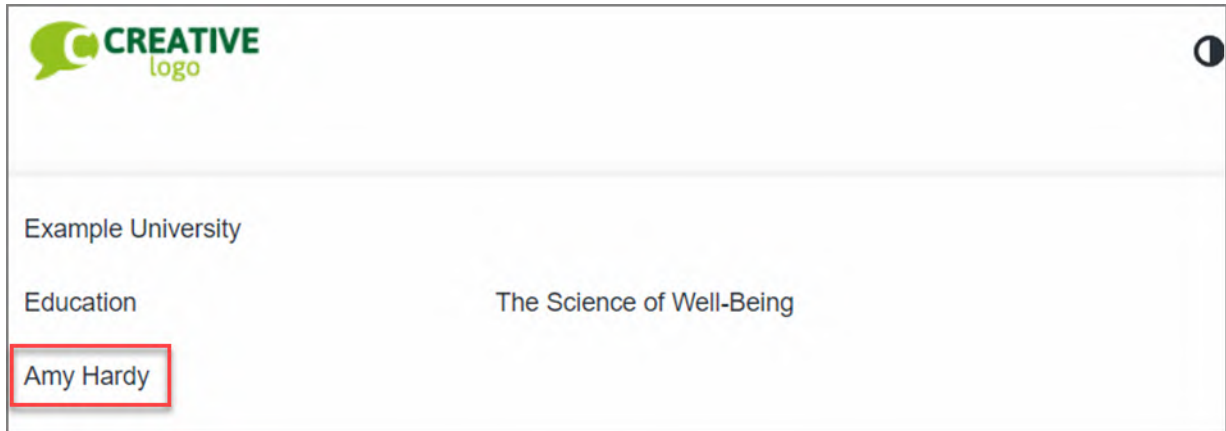 C CREATIVE
logo
Example University
Education The Science of Well-Being
Amy Hardy